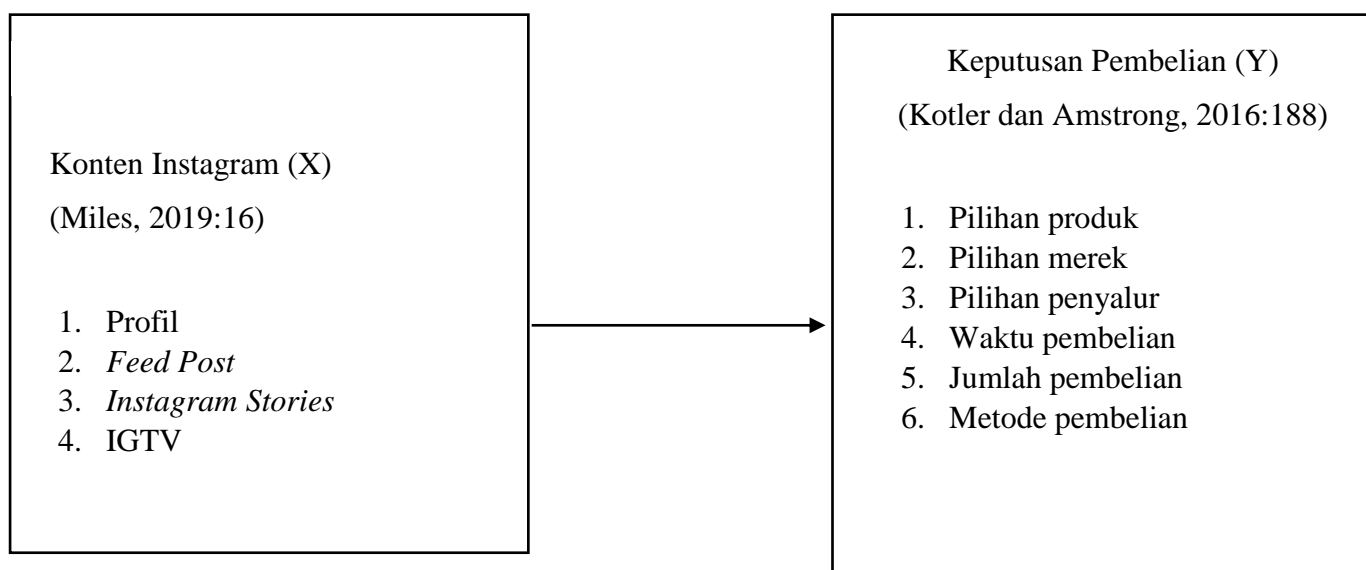 Konten Instagram (X)
(Miles, 2019:16)
1. Profil
2. Feed Post
3. Instagram Stories
4. IGTV
Keputusan Pembelian (Y)
(Kotler dan Amstrong, 2016:188)
1. Pilihan produk
2. Pilihan merek
3. Pilihan penyalur
4. Waktu pembelian
5. Jumlah pembelian
6. Metode pembelian